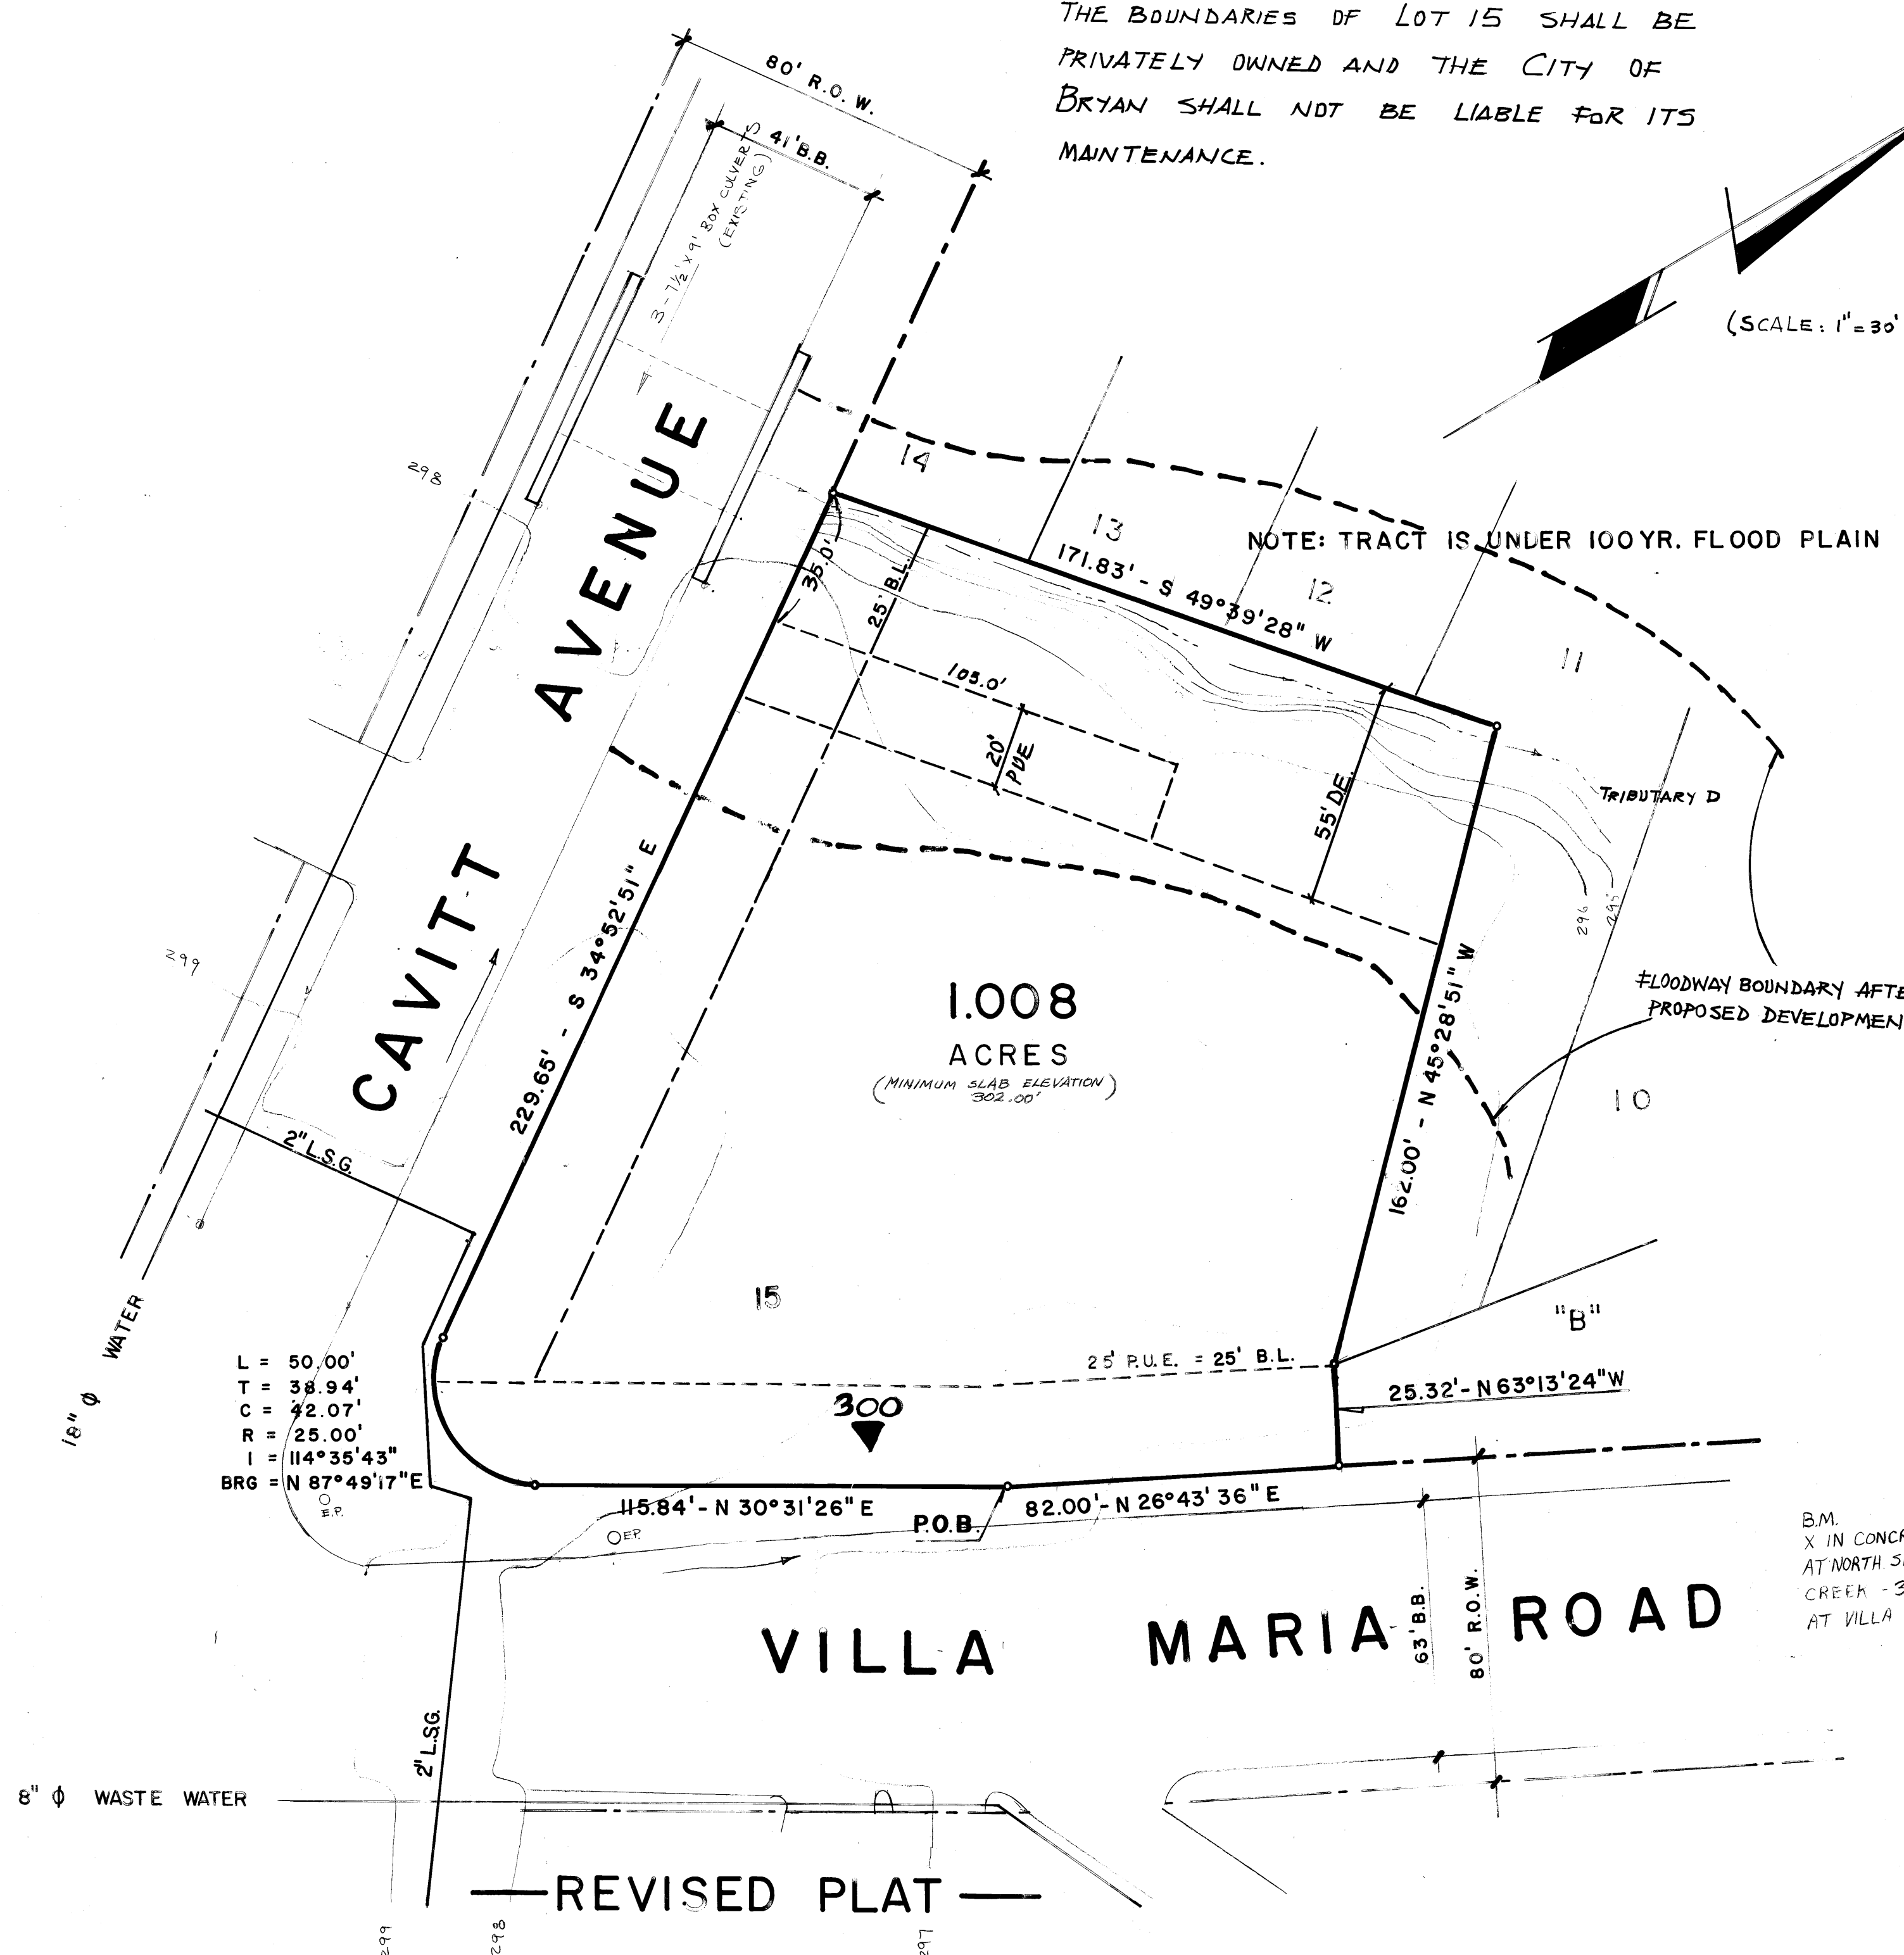 THE BOUNDARIES OF LOT 15 SHALL BE
PRIVATELY OWNED AND THE CITY OF
BRYAN SHALL NOT BE LIABLE FOR ITS
MAINTENANCE.
80' R.O.W.
41' B.B.
3 - 7½' X 9' BOX CULVERTS
(EXISTING)
(SCALE: 1" = 30'
298
14
13
NOTE: TRACT IS UNDER 100 YR. FLOOD PLAIN
171.83' - S 49°39'28" W
12
11
35.0'
25' B.L.
105.0'
20'
PUE
55' D.E.
TRIBUTARY D
296
295
CAVITT AVENUE
299
229.65' - S 34°52'51" E
1.008
ACRES
(MINIMUM SLAB ELEVATION)
302.00'
FLOODWAY BOUNDARY AFTE
PROPOSED DEVELOPMEN
162.00' - N 45°28'51" W
10
2" L.S.G.
15
"B"
18" ϕ WATER
L = 50.00'
T = 38.94'
C = 42.07'
R = 25.00'
I = 114°35'43"
BRG = N 87°49'17" E
25' P.U.E. = 25' B.L.
25.32' - N 63°13'24" W
300
E.P.
115.84' - N 30°31'26" E
82.00' - N 26°43'36" E
P.O.B.
E.P.
B.M.
X IN CONCR
AT NORTH S
CREEK - 3
AT VILLA
VILLA MARIA ROAD
63' B.B.
80' R.O.W.
2" L.S.G.
8" ϕ WASTE WATER
REVISED PLAT
299
298
297